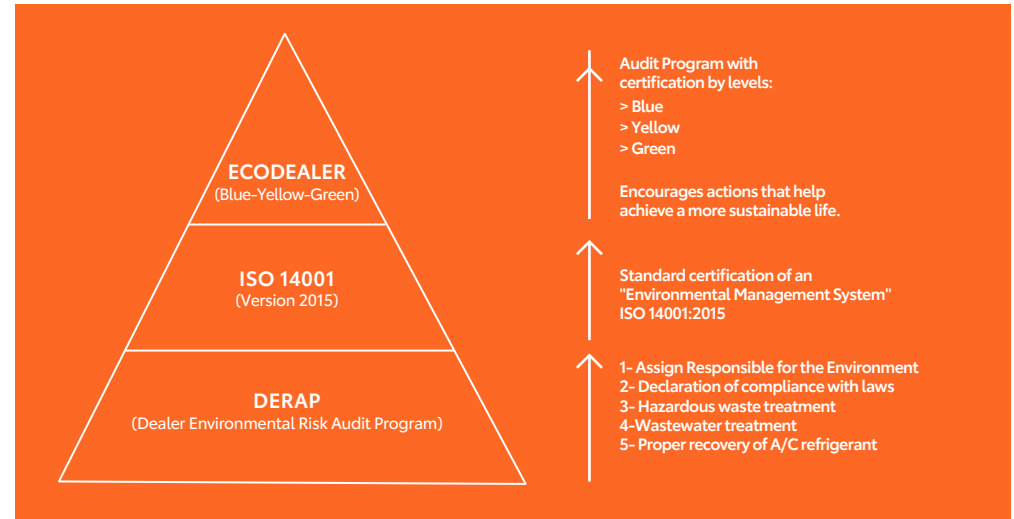 ECODEALER
(Blue-Yellow-Green)
ISO 14001
(Version 2015)
DERAP
(Dealer Environmental Risk Audit Program)
Audit Program with
certification by levels:
> Blue
> Yellow
> Green
Encourages actions that help
achieve a more sustainable life.
Standard certification of an
"Environmental Management System"
ISO 14001:2015
1- Assign Responsible for the Environment
2- Declaration of compliance with laws
3- Hazardous waste treatment
4-Wastewater treatment
5- Proper recovery of A/C refrigerant